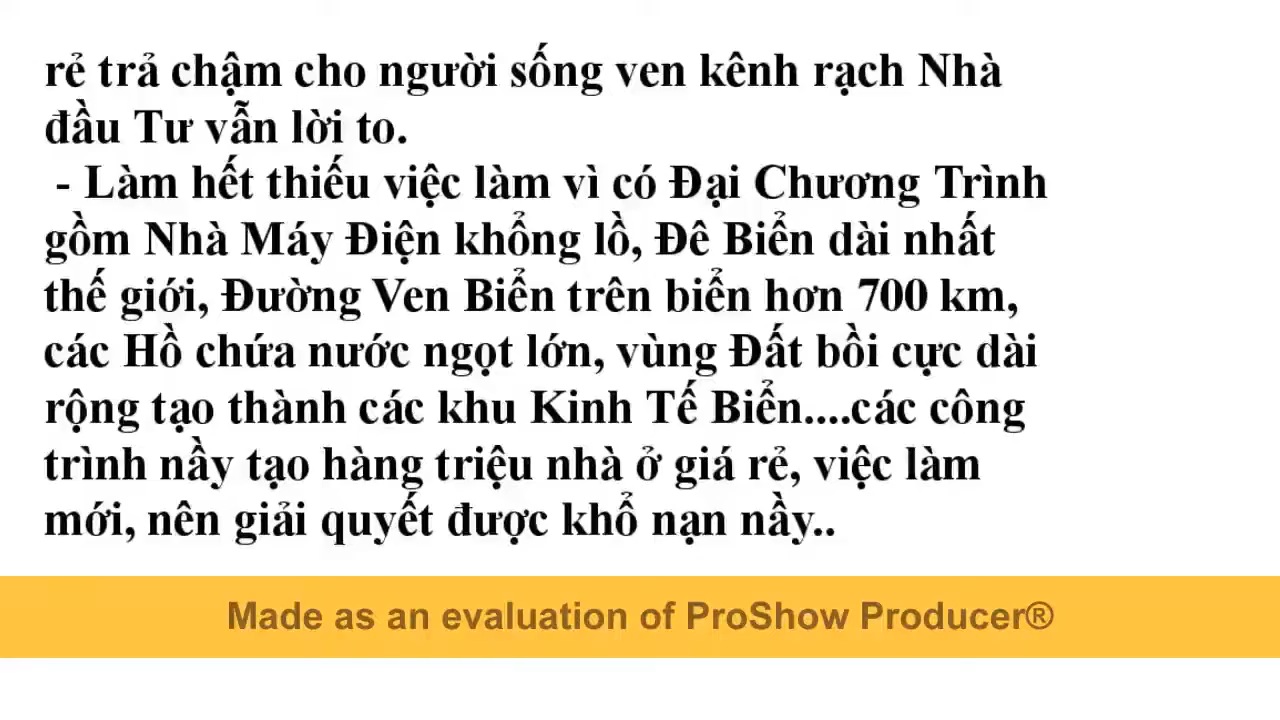 rẻ trả chậm cho người sống ven kênh rạch Nhà
đầu Tư vẫn lời to.
- Làm hết thiếu việc làm vì có Đại Chương Trình
gồm Nhà Máy Điện khổng lồ, Đê Biển dài nhất
thế giới, Đường Ven Biển trên biển hơn 700 km,
các Hồ chứa nước ngọt lớn, vùng Đất bồi cực dài
rộng tạo thành các khu Kinh Tế Biển....các công
trình nầy tạo hàng triệu nhà ở giá rẻ, việc làm
mới, nên giải quyết được khổ nạn nầy..
Made as an evaluation of ProShow Producer®